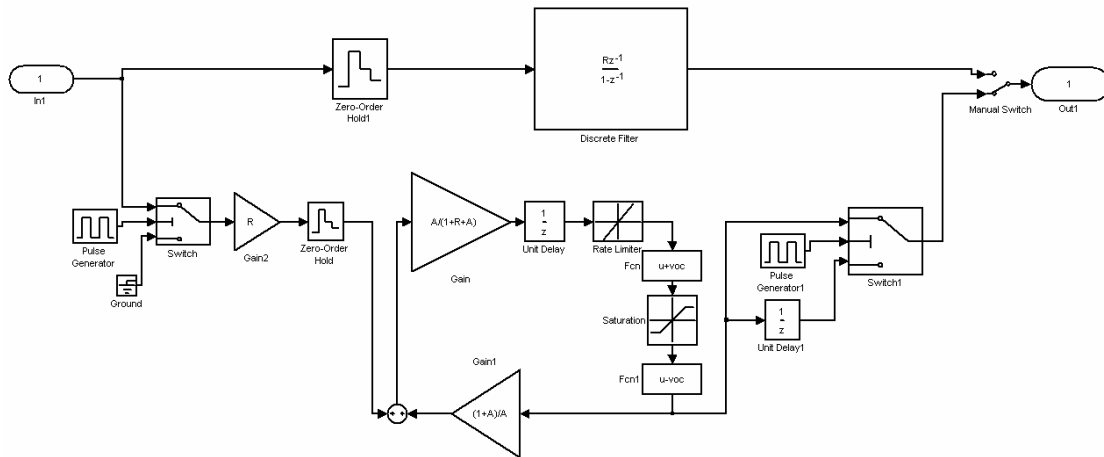 1
In1
Zero-Order
Hold1
Rz-1
1-z-1
Discrete Filter
Manual Switch
1
Out1
Pulse
Generator
Ground
Switch
R
Gain2
Zero-Order
Hold
A/(1+R+A)
Gain
1
z
Unit Delay
Rate Limiter
Fcn
u+voc
Saturation
Fcn1
u-voc
Gain1
(1+A)/A
+ +
Pulse
Generator1
Switch1
1
z
Unit Delay1